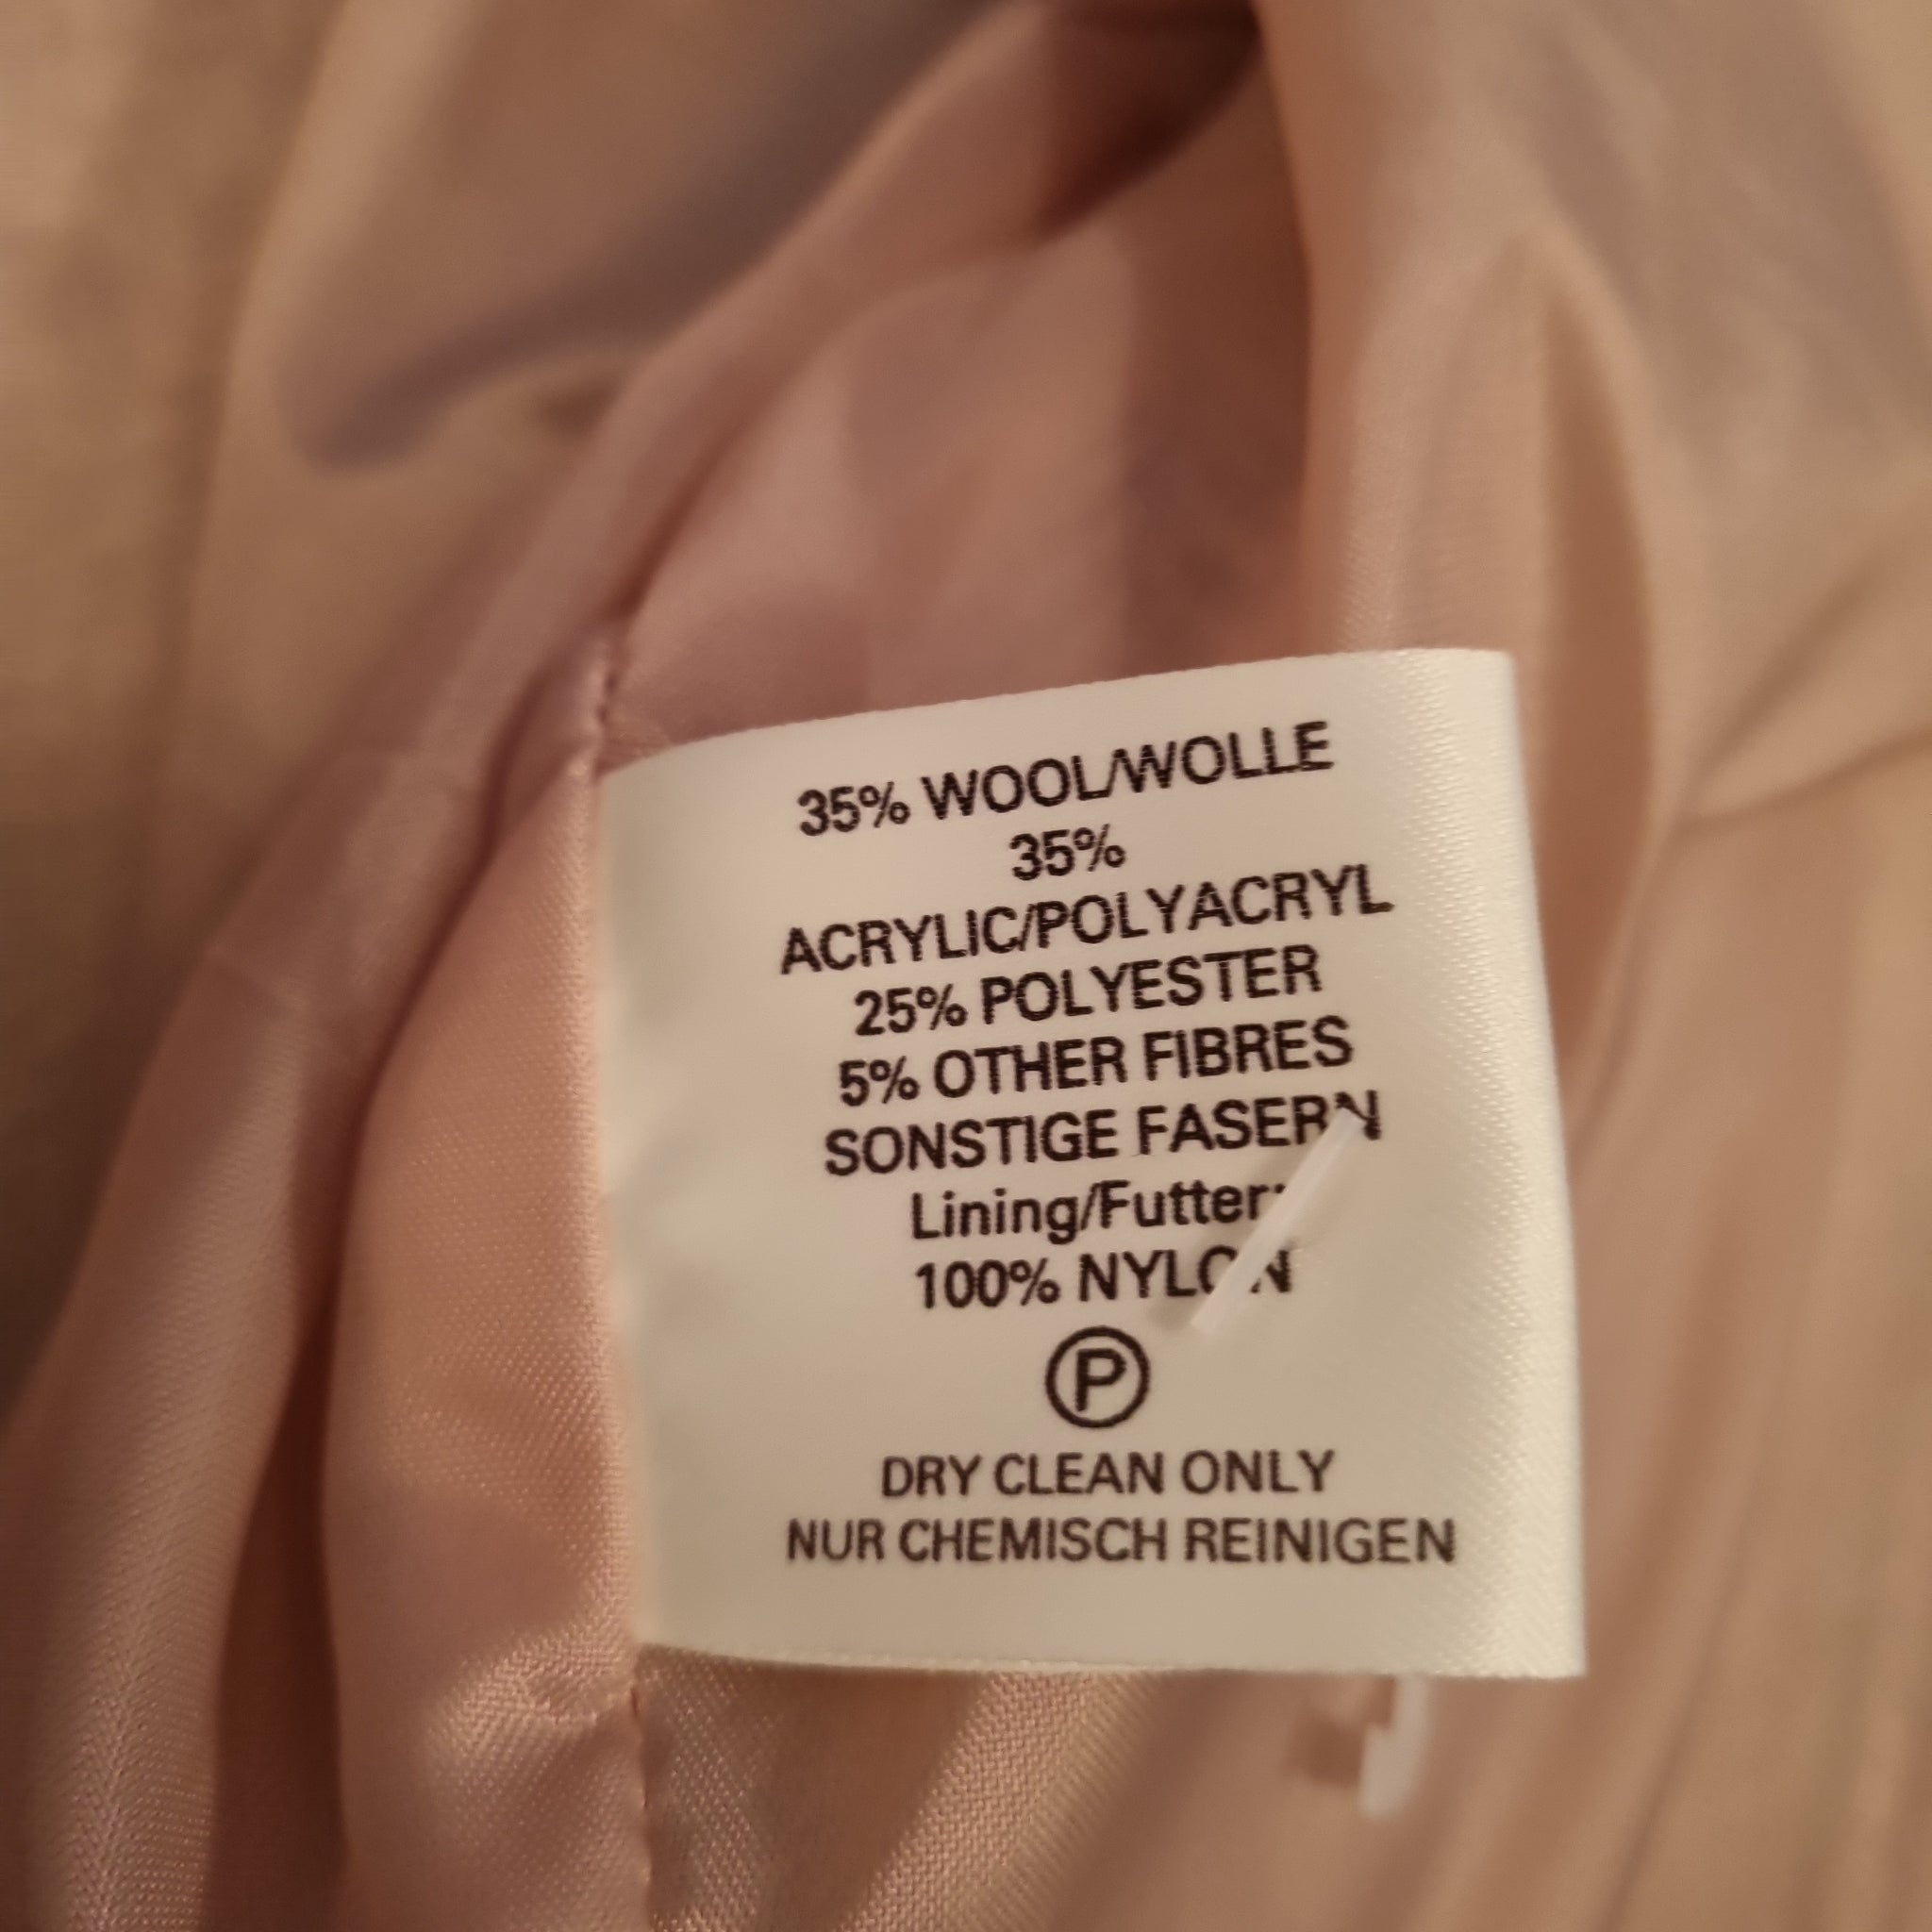 35% WOOL/WOLLE
35%
ACRYLIC/POLYACRYL
25% POLYESTER
5% OTHER FIBRES
SONSTIGE FASERN
Lining/Futter:
100% NYLON
P
DRY CLEAN ONLY
NUR CHEMISCH REINIGEN